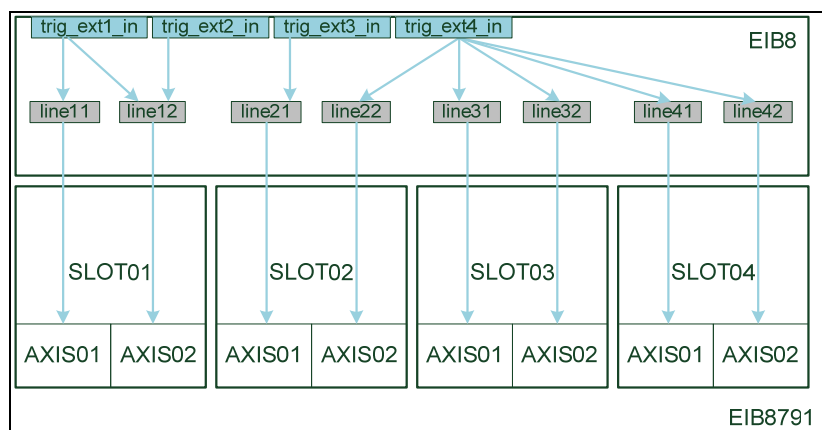 trig_ext1_in trig_ext2_in trig_ext3_in trig_ext4_in
EIB8
line11 line12 line21 line22 line31 line32 line41 line42
SLOT01 SLOT02 SLOT03 SLOT04
AXIS01 AXIS02 AXIS01 AXIS02 AXIS01 AXIS02 AXIS01 AXIS02
EIB8791